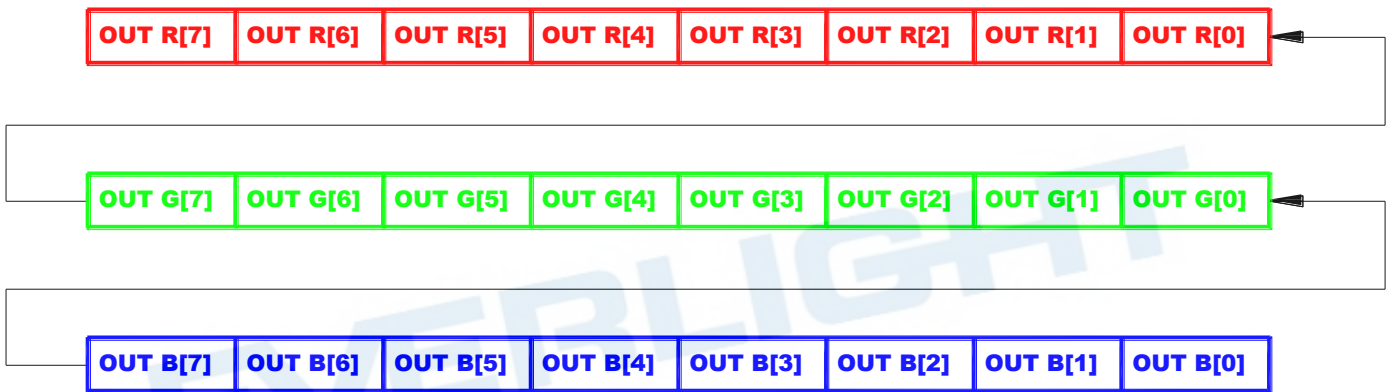 OUT R[7] OUT R[6] OUT R[5] OUT R[4] OUT R[3] OUT R[2] OUT R[1] OUT R[0]
OUT G[7] OUT G[6] OUT G[5] OUT G[4] OUT G[3] OUT G[2] OUT G[1] OUT G[0]
EVERLIGHT
OUT B[7] OUT B[6] OUT B[5] OUT B[4] OUT B[3] OUT B[2] OUT B[1] OUT B[0]